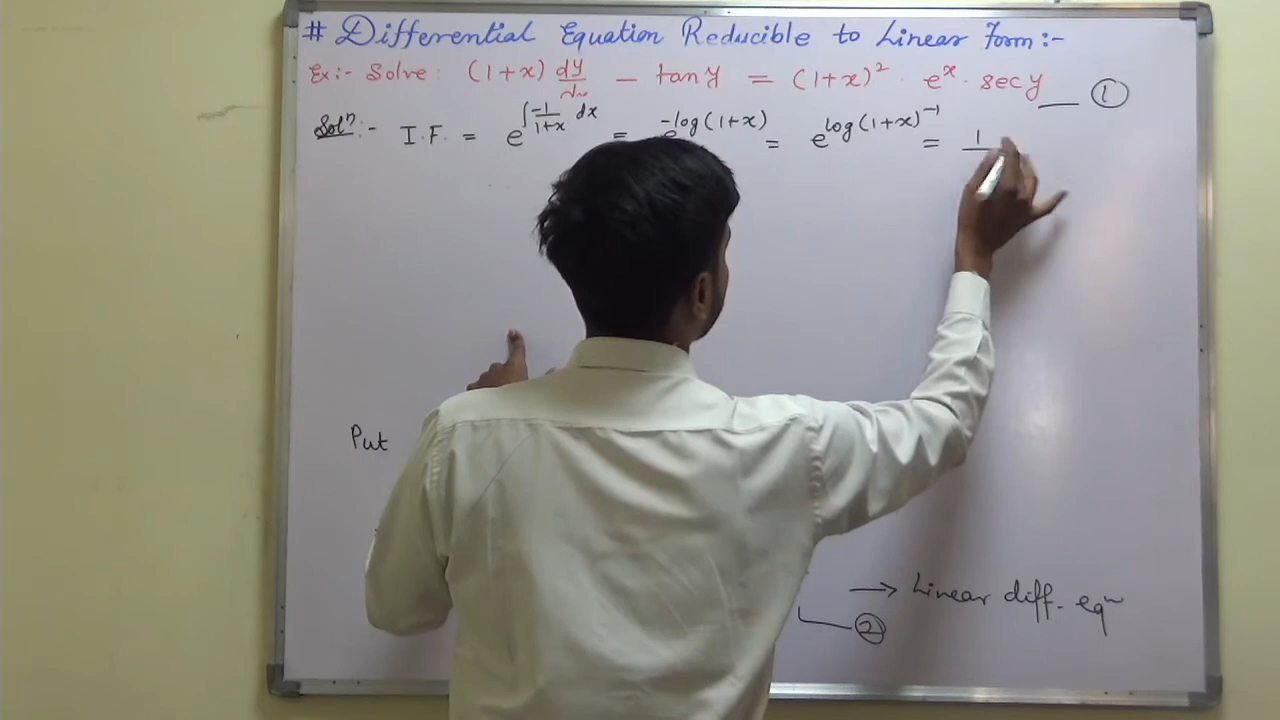 # Differential Equation Reducible to Linear Form :-
Ex:- Solve: (1+x) dy/dx - tan y = (1+x)² . eˣ . sec y — ①
Solⁿ :- I.F. = e^∫-1/1+x dx = e^-log(1+x) = e^log(1+x)⁻¹ = 1
Put
→ Linear diff. eqⁿ
②